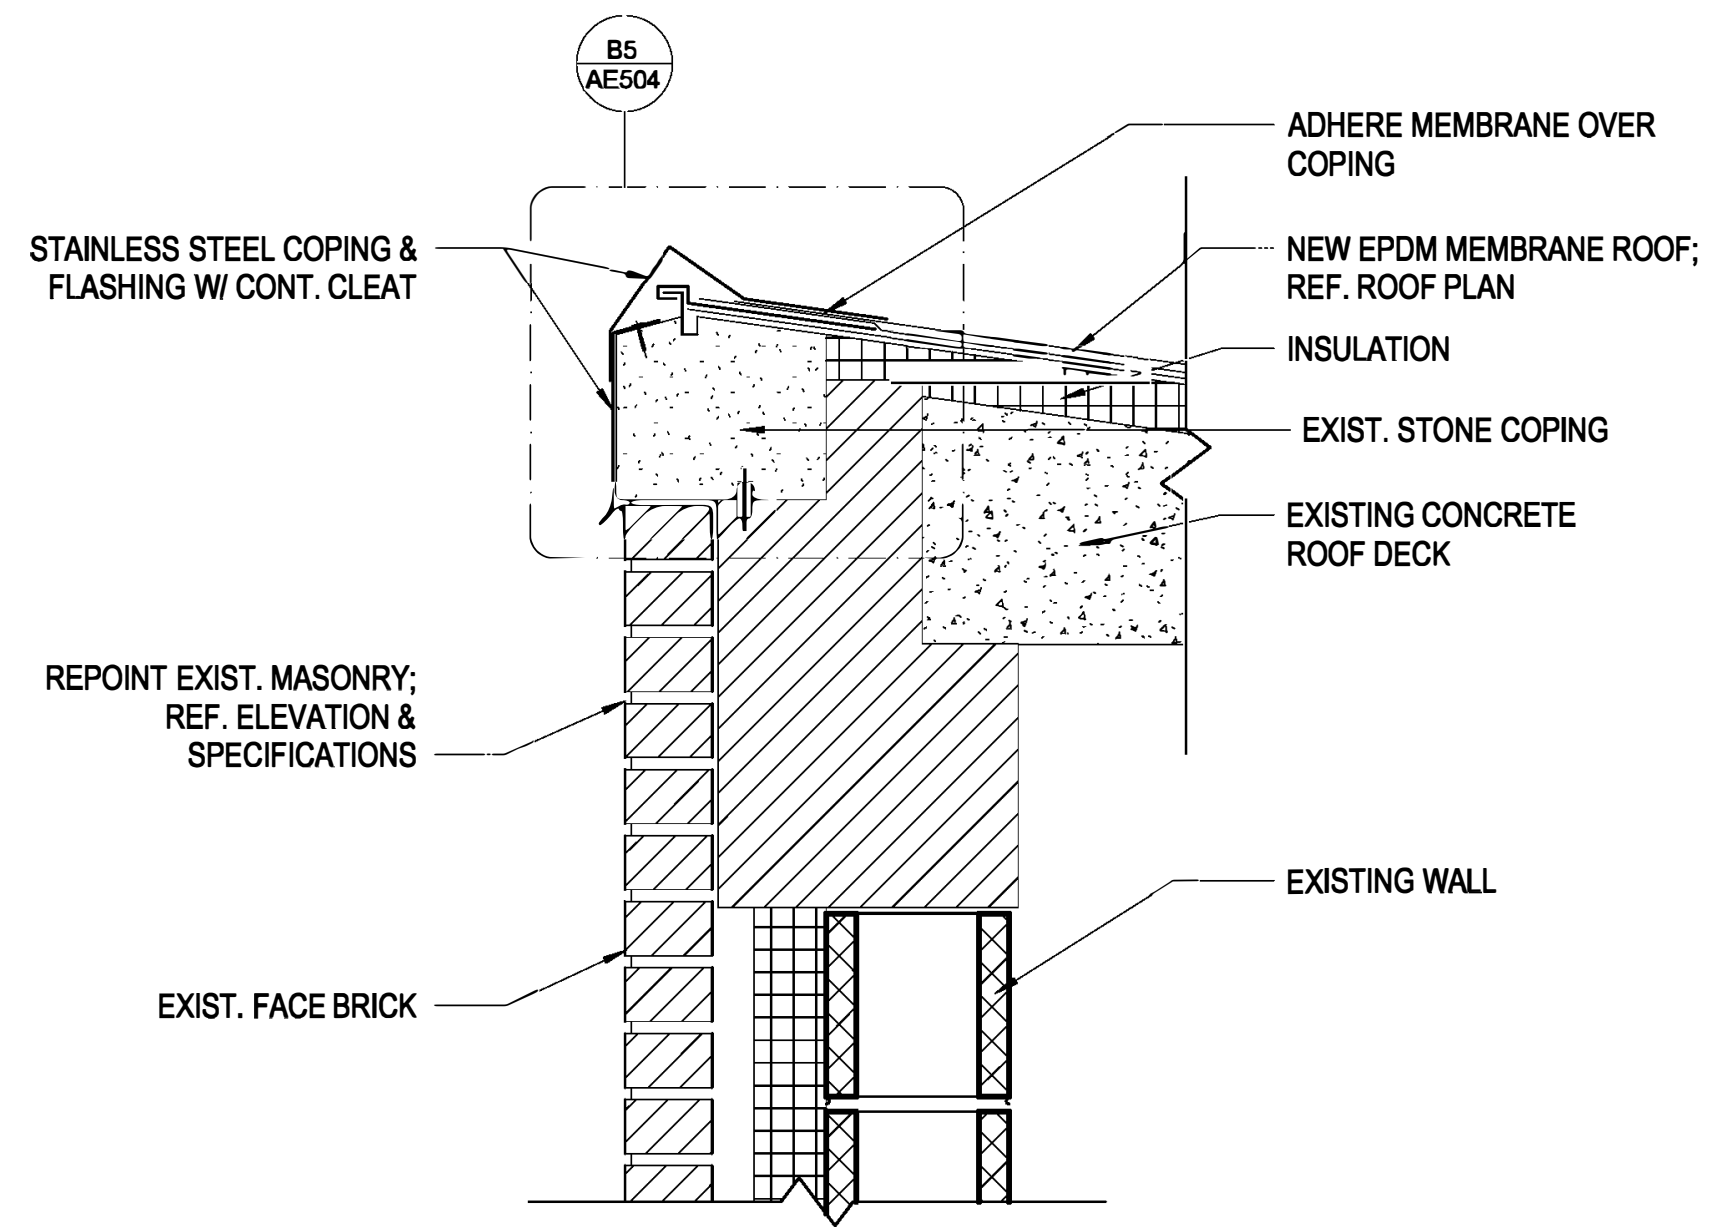 B5
AE504
ADHERE MEMBRANE OVER
COPING
STAINLESS STEEL COPING &
FLASHING W/ CONT. CLEAT
NEW EPDM MEMBRANE ROOF;
REF. ROOF PLAN
INSULATION
EXIST. STONE COPING
EXISTING CONCRETE
ROOF DECK
REPOINT EXIST. MASONRY;
REF. ELEVATION &
SPECIFICATIONS
EXISTING WALL
EXIST. FACE BRICK